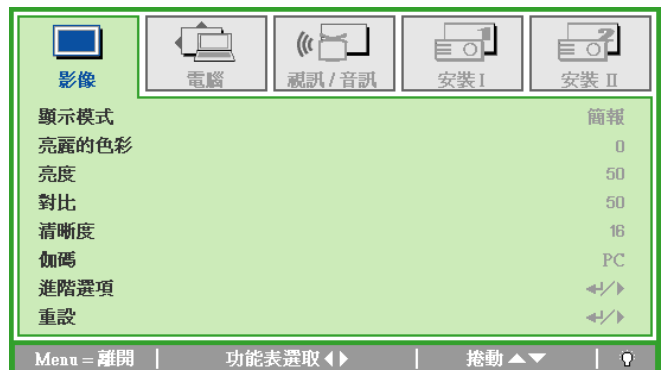 影像 電腦 視訊 / 音訊 安裝 I 安裝 II
顯示模式 簡報
亮麗的色彩 0
亮度 50
對比 50
清晰度 16
伽碼 PC
進階選項
重設
Menu = 離開 功能表選取 捲動